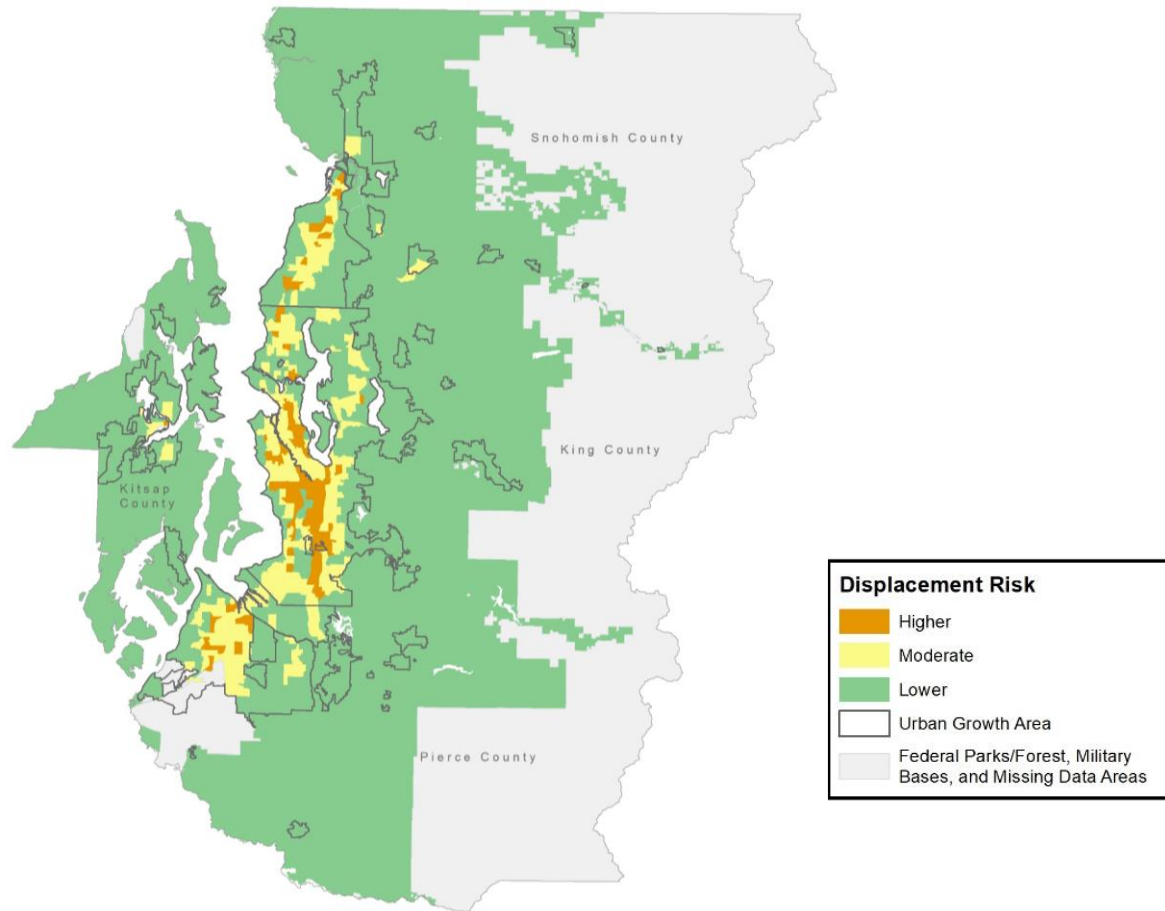 Snohomish County
King County
Kitsap
County
Pierce County
Displacement Risk
Higher
Moderate
Lower
Urban Growth Area
Federal Parks/Forest, Military
Bases, and Missing Data Areas